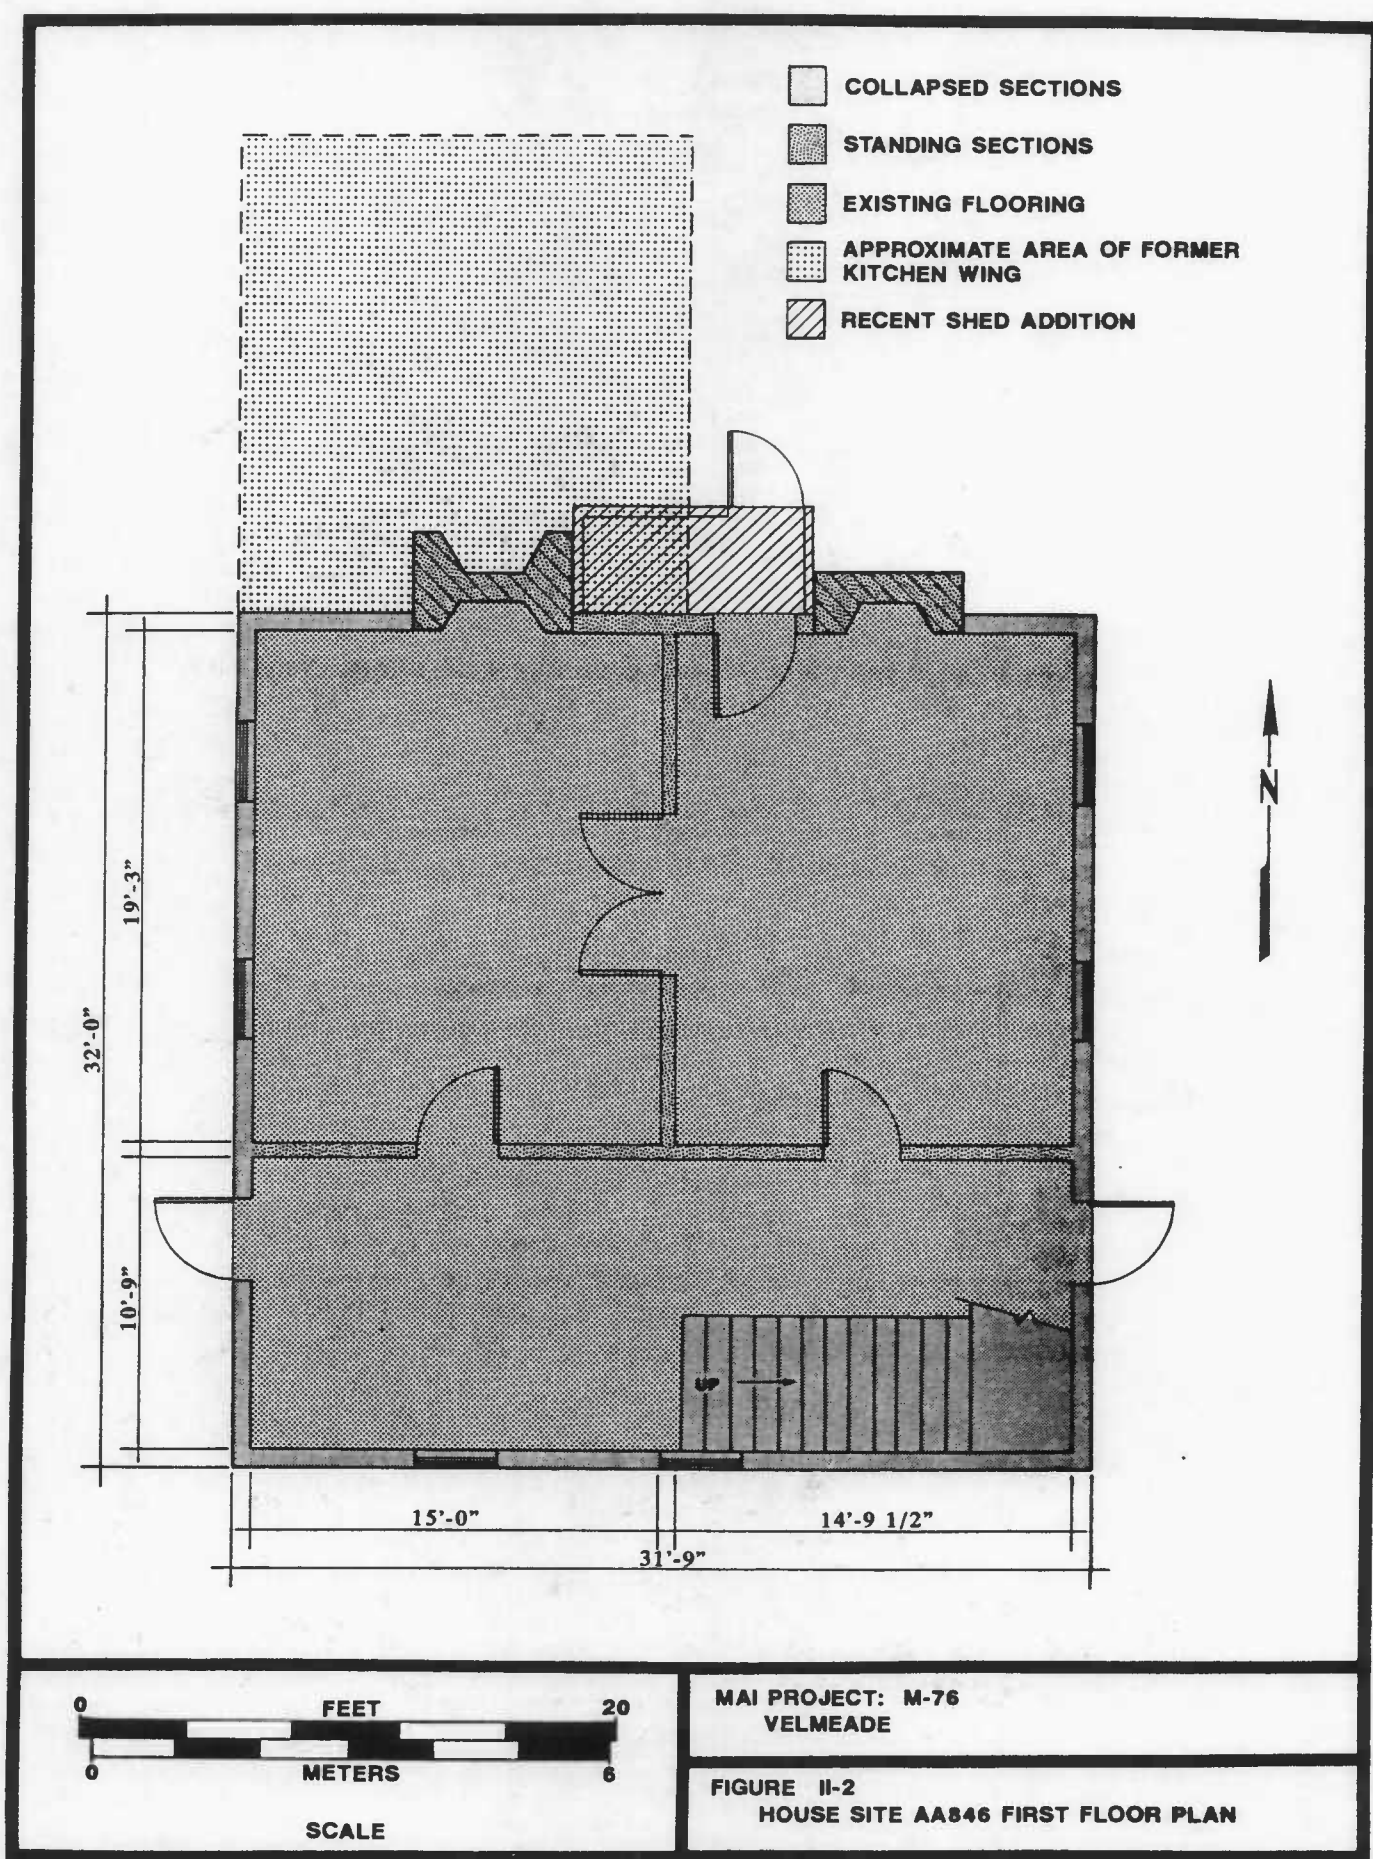 COLLAPSED SECTIONS
STANDING SECTIONS
EXISTING FLOORING
APPROXIMATE AREA OF FORMER
KITCHEN WING
RECENT SHED ADDITION
N
19'-3"
32'-0"
10'-9"
UP
15'-0"
14'-9 1/2"
31'-9"
0 FEET 20
0 METERS 6
SCALE
MAI PROJECT: M-76
VELMEADE
FIGURE II-2
HOUSE SITE AA846 FIRST FLOOR PLAN